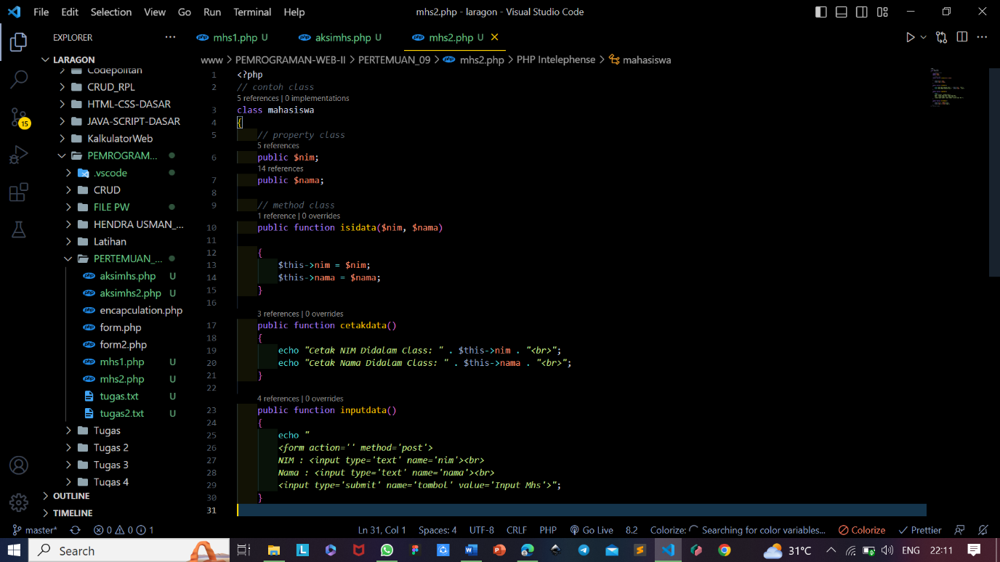 File Edit Selection View Go Run Terminal Help
mhs2.php - laragon - Visual Studio Code
EXPLORER
LARAGON
Codepolitan
CRUD_RPL
HTML-CSS-DASAR
JAVA-SCRIPT-DASAR
KalkulatorWeb
PEMROGRAM...
.vscode
CRUD
FILE PW
HENDRA USMAN_...
Latihan
PERTEMUAN_...
aksimhs.php U
aksimhs2.php U
encapculation.php
form.php
form2.php
mhs1.php U
mhs2.php U
tugas.txt U
tugas2.txt U
Tugas
Tugas 2
Tugas 3
Tugas 4
OUTLINE
TIMELINE
15
mhs1.php U aksimhs.php U mhs2.php U
www > PEMROGRAMAN-WEB-II > PERTEMUAN_09 > mhs2.php > PHP Intelephense > mahasiswa
1 <?php
2 // contoh class
5 references | 0 implementations
3 class mahasiswa
4 {
5 // property class
5 references
6 public $nim;
14 references
7 public $nama;
8
9 // method class
1 reference | 0 overrides
10 public function isidata($nim, $nama)
11
12 {
13 $this->nim = $nim;
14 $this->nama = $nama;
15 }
16
3 references | 0 overrides
17 public function cetakdata()
18 {
19 echo "Cetak NIM Didalam Class: " . $this->nim . "<br>";
20 echo "Cetak Nama Didalam Class: " . $this->nama . "<br>";
21 }
22
4 references | 0 overrides
23 public function inputdata()
24 {
25 echo "
26 <form action='' method='post'>
27 NIM : <input type='text' name='nim'><br>
28 Nama : <input type='text' name='nama'><br>
29 <input type='submit' name='tombol' value='Input Mhs'>";
30 }
31
master* 0 0 1 Ln 31, Col 1 Spaces: 4 UTF-8 CRLF PHP Go Live 8.2 Colorize: Searching for color variables... Colorize Prettier
Search 31°C ENG 22:11